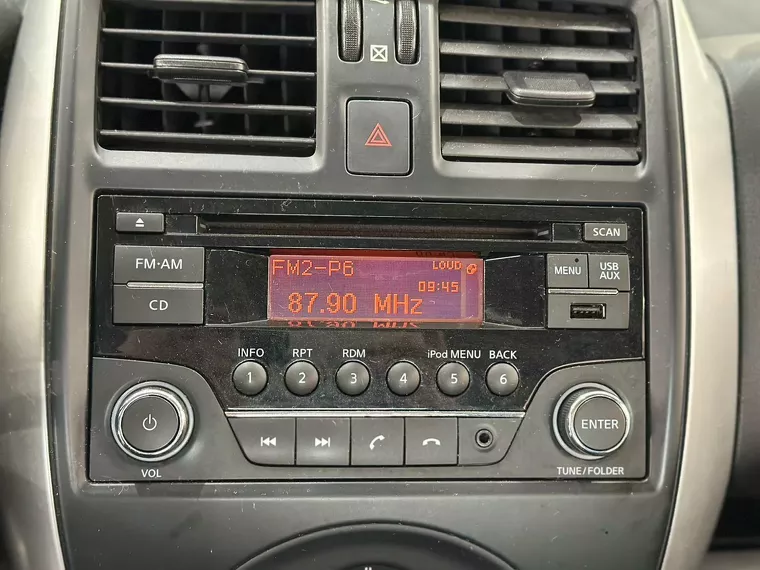 SCAN
FM·AM
CD
FM2-P6 LOUD
09:45
87.90 MHz
MENU
USB AUX
INFO RPT RDM iPod MENU BACK
1 2 3 4 5 6
VOL
ENTER
TUNE/FOLDER